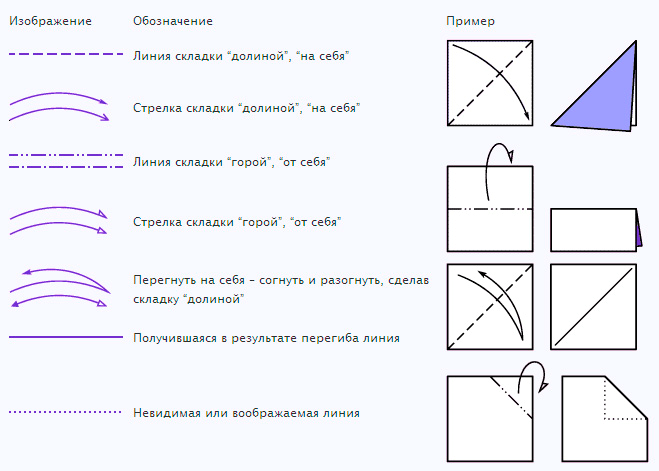 Изображение Обозначение Пример
Линия складки “долиной”, “на себя”
Стрелка складки “долиной”, “на себя”
Линия складки “горой”, “от себя”
Стрелка складки “горой”, “от себя”
Перегнуть на себя – согнуть и разогнуть, сделав
складку “долиной”
Получившаяся в результате перегиба линия
Невидимая или воображаемая линия